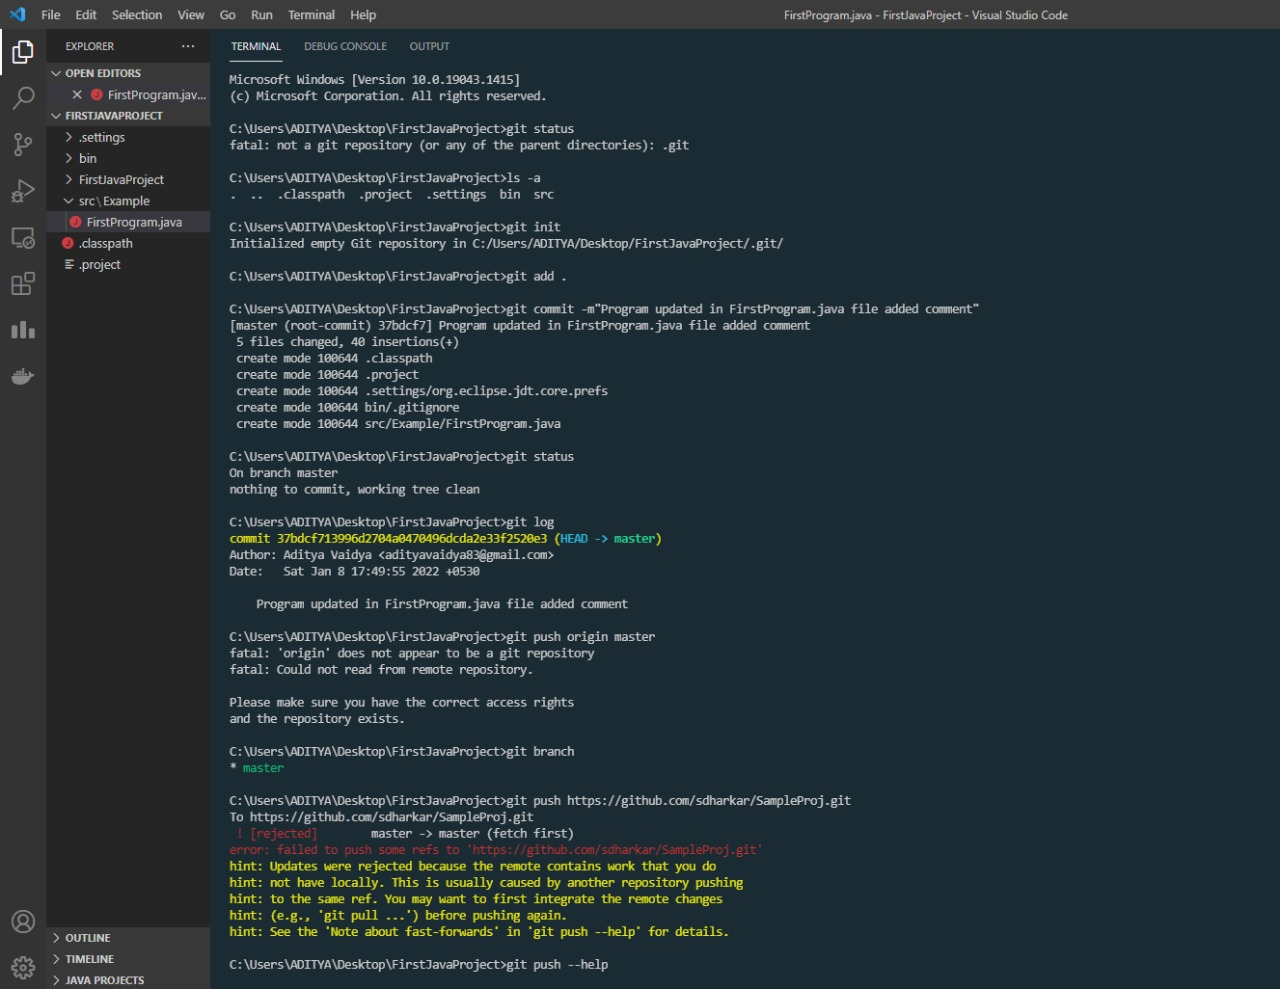 File Edit Selection View Go Run Terminal Help
FirstProgram.java - FirstJavaProject - Visual Studio Code
EXPLORER ...
OPEN EDITORS
FirstProgram.jav...
FIRSTJAVAPROJECT
.settings
bin
FirstJavaProject
src\Example
FirstProgram.java
.classpath
.project
OUTLINE
TIMELINE
JAVA PROJECTS
TERMINAL DEBUG CONSOLE OUTPUT
Microsoft Windows [Version 10.0.19043.1415]
(c) Microsoft Corporation. All rights reserved.
C:\Users\ADITYA\Desktop\FirstJavaProject>git status
fatal: not a git repository (or any of the parent directories): .git
C:\Users\ADITYA\Desktop\FirstJavaProject>ls -a
. .. .classpath .project .settings bin src
C:\Users\ADITYA\Desktop\FirstJavaProject>git init
Initialized empty Git repository in C:/Users/ADITYA/Desktop/FirstJavaProject/.git/
C:\Users\ADITYA\Desktop\FirstJavaProject>git add .
C:\Users\ADITYA\Desktop\FirstJavaProject>git commit -m"Program updated in FirstProgram.java file added comment"
[master (root-commit) 37bdcf7] Program updated in FirstProgram.java file added comment
5 files changed, 40 insertions(+)
create mode 100644 .classpath
create mode 100644 .project
create mode 100644 .settings/org.eclipse.jdt.core.prefs
create mode 100644 bin/.gitignore
create mode 100644 src/Example/FirstProgram.java
C:\Users\ADITYA\Desktop\FirstJavaProject>git status
On branch master
nothing to commit, working tree clean
C:\Users\ADITYA\Desktop\FirstJavaProject>git log
commit 37bdcf713996d2704a0470496dcda2e33f2520e3 (HEAD -> master)
Author: Aditya Vaidya <adityavaidya83@gmail.com>
Date: Sat Jan 8 17:49:55 2022 +0530
Program updated in FirstProgram.java file added comment
C:\Users\ADITYA\Desktop\FirstJavaProject>git push origin master
fatal: 'origin' does not appear to be a git repository
fatal: Could not read from remote repository.
Please make sure you have the correct access rights
and the repository exists.
C:\Users\ADITYA\Desktop\FirstJavaProject>git branch
* master
C:\Users\ADITYA\Desktop\FirstJavaProject>git push https://github.com/sdharkar/SampleProj.git
To https://github.com/sdharkar/SampleProj.git
! [rejected] master -> master (fetch first)
error: failed to push some refs to 'https://github.com/sdharkar/SampleProj.git'
hint: Updates were rejected because the remote contains work that you do
hint: not have locally. This is usually caused by another repository pushing
hint: to the same ref. You may want to first integrate the remote changes
hint: (e.g., 'git pull ...') before pushing again.
hint: See the 'Note about fast-forwards' in 'git push --help' for details.
C:\Users\ADITYA\Desktop\FirstJavaProject>git push --help